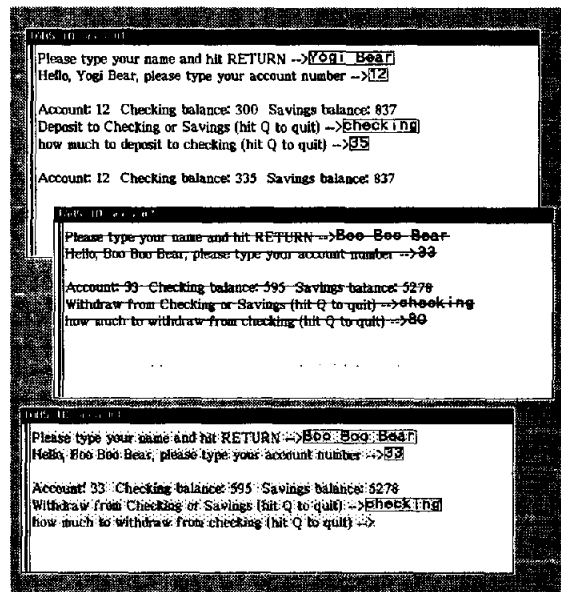 Please type your name and hit RETURN -->Yogi Bear
Hello, Yogi Bear, please type your account number -->12
Account: 12 Checking balance: 300 Savings balance: 837
Deposit to Checking or Savings (hit Q to quit) -->checking
how much to deposit to checking (hit Q to quit) -->35
Account: 12 Checking balance: 335 Savings balance: 837
Please type your name and hit RETURN -->Boo Boo Bear
Hello, Boo Boo Bear, please type your account number -->33
Account: 33 Checking balance: 595 Savings balance: 5278
Withdraw from Checking or Savings (hit Q to quit) -->checking
how much to withdraw from checking (hit Q to quit) -->80
Please type your name and hit RETURN -->Boo Boo Bear
Hello, Boo Boo Bear, please type your account number -->33
Account: 33 Checking balance: 595 Savings balance: 5278
Withdraw from Checking or Savings (hit Q to quit) -->checking
how much to withdraw from checking (hit Q to quit) -->